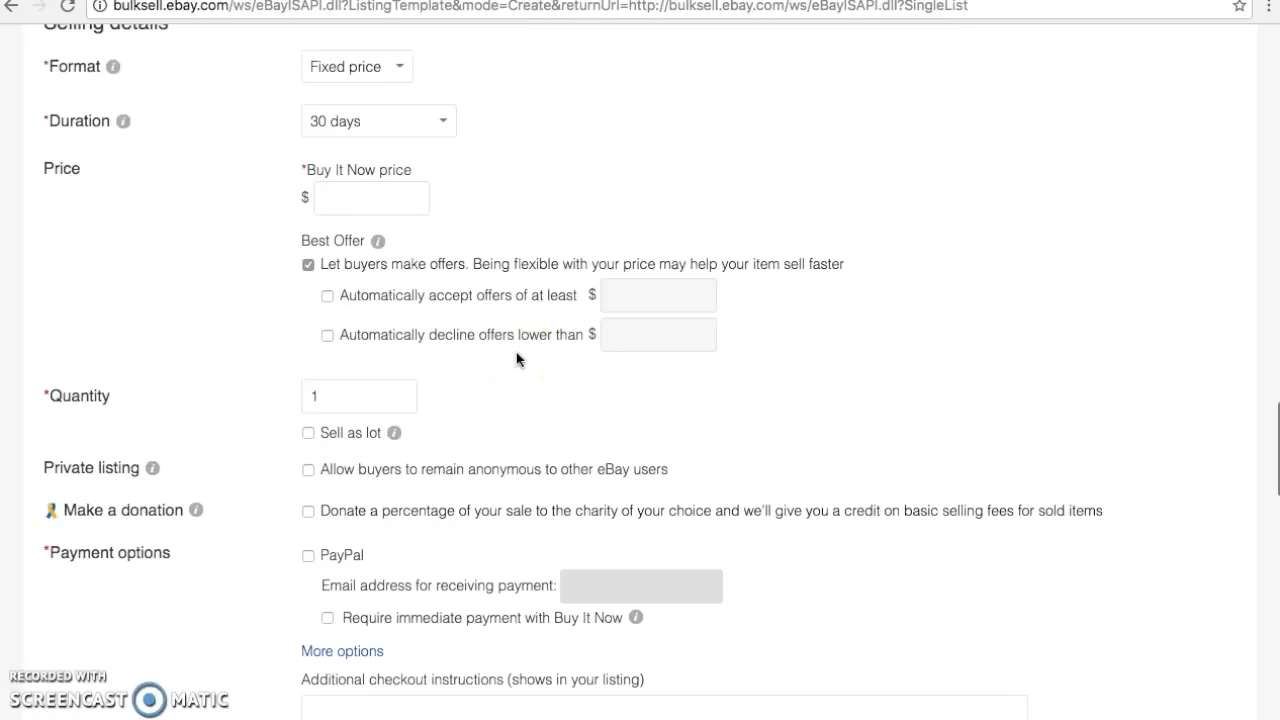 bulksell.ebay.com/ws/eBayISAPI.dll?ListingTemplate&mode=Create&returnUrl=http://bulksell.ebay.com/ws/eBayISAPI.dll?SingleList
Selling details
*Format
Fixed price
*Duration
30 days
Price
*Buy It Now price
$
Best Offer
Let buyers make offers. Being flexible with your price may help your item sell faster
Automatically accept offers of at least $
Automatically decline offers lower than $
*Quantity
1
Sell as lot
Private listing
Allow buyers to remain anonymous to other eBay users
Make a donation
Donate a percentage of your sale to the charity of your choice and we'll give you a credit on basic selling fees for sold items
*Payment options
PayPal
Email address for receiving payment:
Require immediate payment with Buy It Now
More options
Additional checkout instructions (shows in your listing)
RECORDED WITH
SCREENCAST MATIC